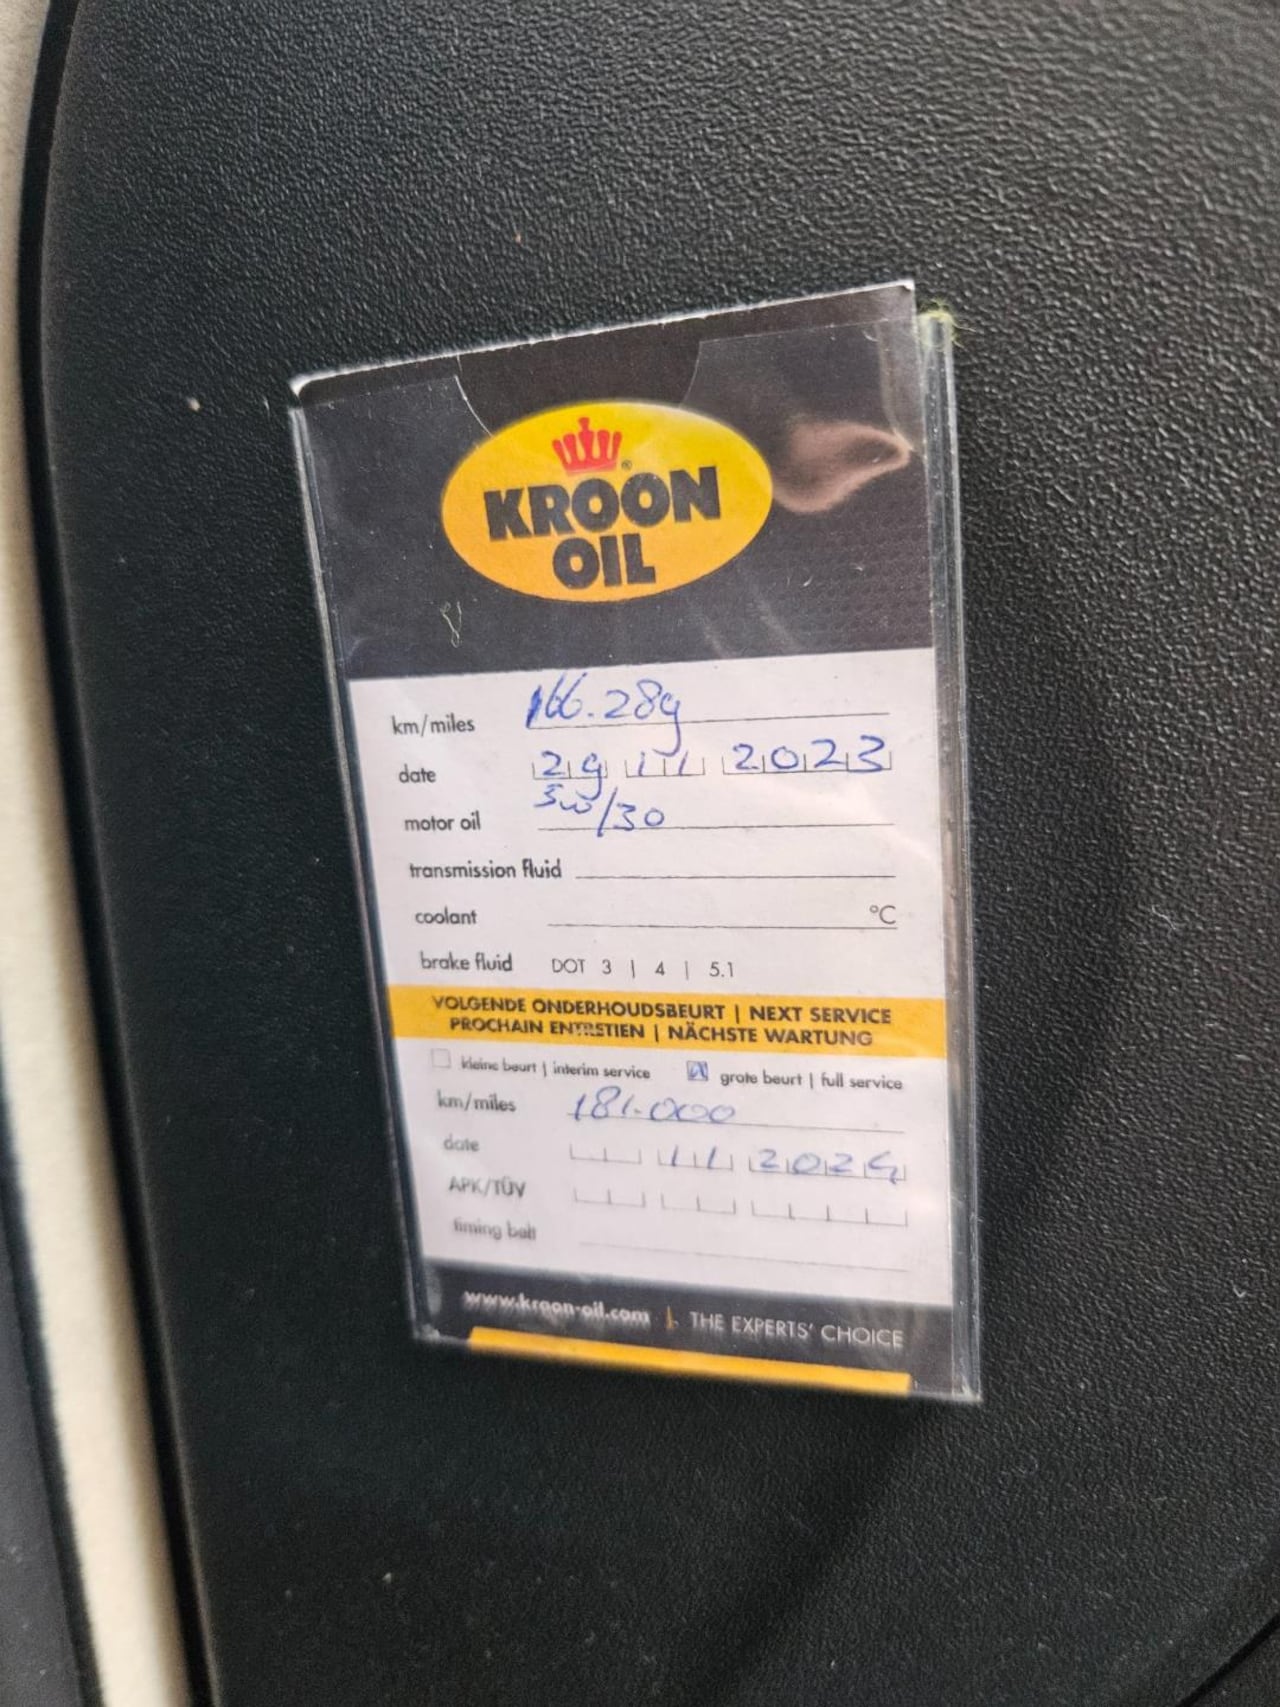 KROON
OIL
km/miles 166.289
date 29 11 2023
motor oil 5w/30
transmission fluid
coantant °C
brake fluid DOT 3 | 4 | 5.1
VOLGENDE ONDERHOUDSBEURT | NEXT SERVICE
PROCHAIN ENTRETIEN | NÄCHSTE WARTUNG
kleine beurt | interim service grote beurt | full service
km/miles 181.000
date 11 2024
APK/TÜV
timing belt
www.kroon-oil.com | THE EXPERTS' CHOICE